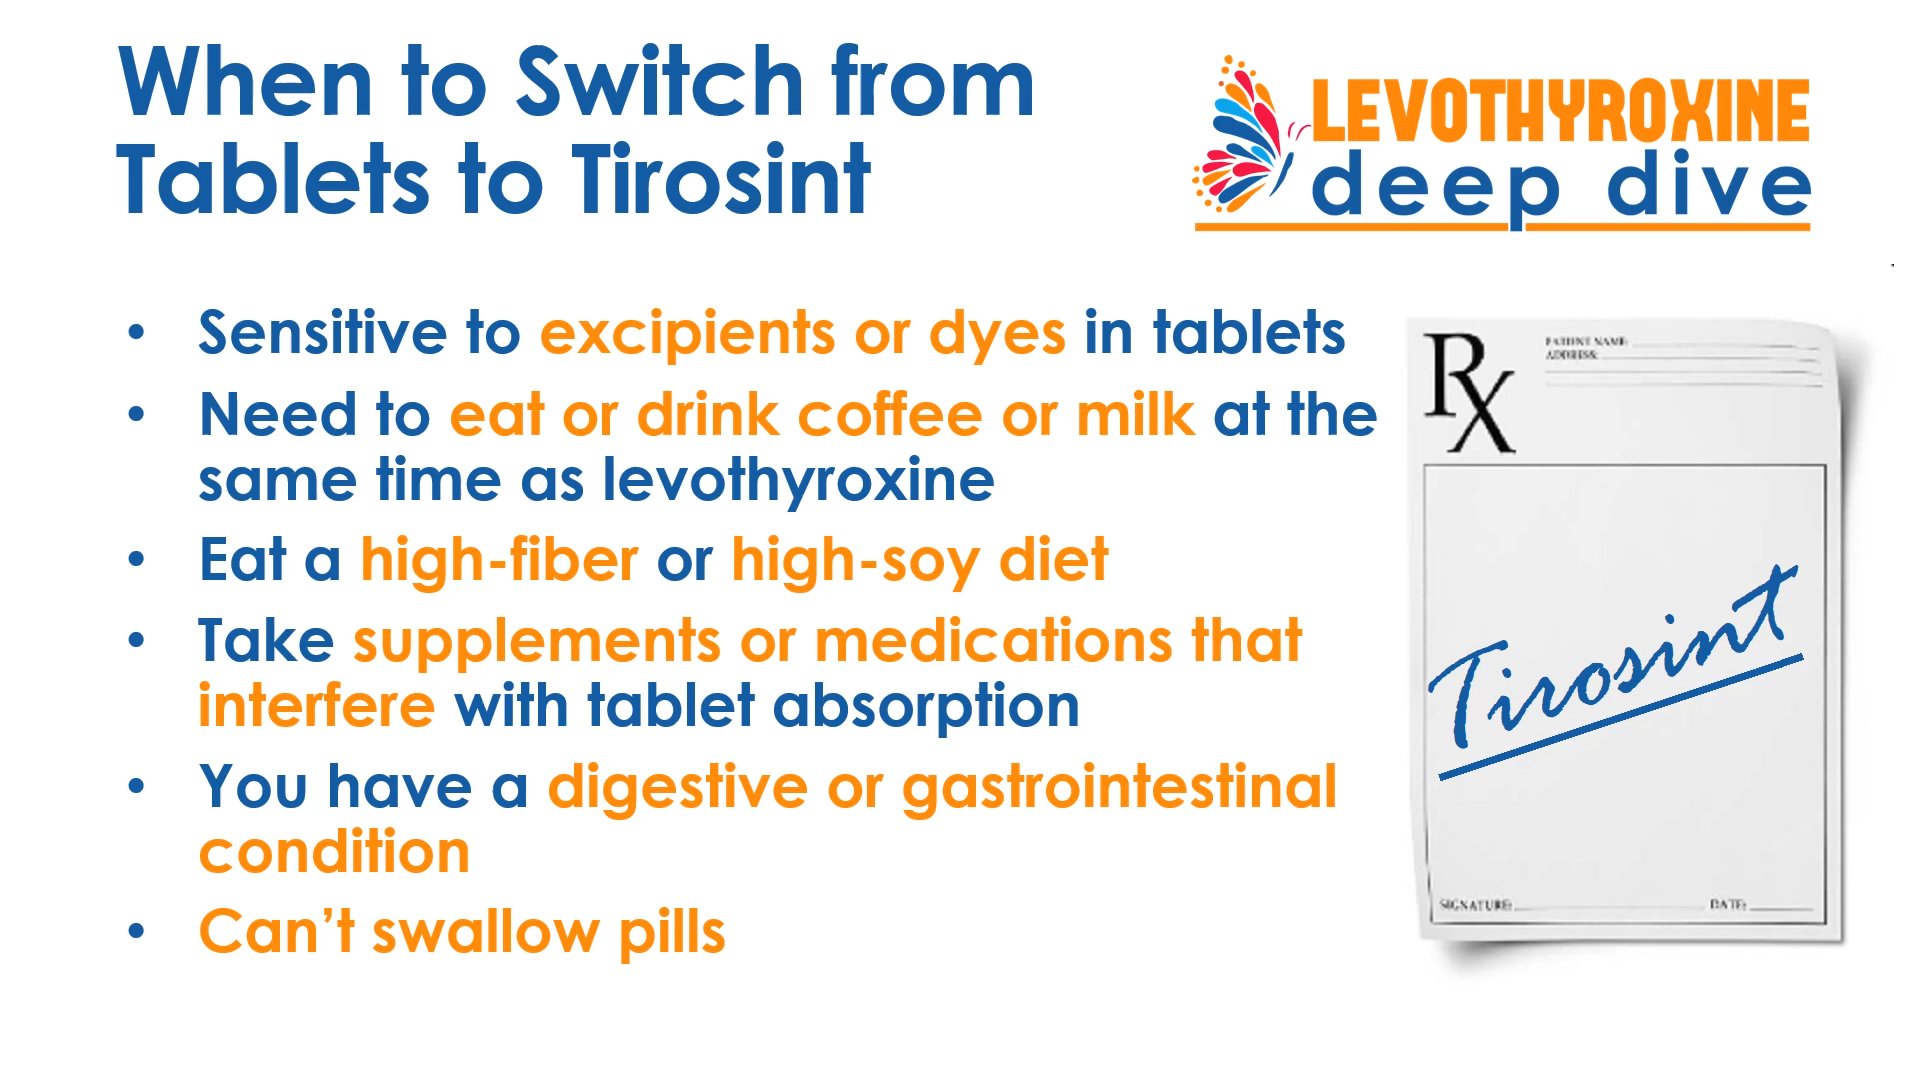 When to Switch from
Tablets to Tirosint
LEVOTHYROXINE
deep dive
• Sensitive to excipients or dyes in tablets
• Need to eat or drink coffee or milk at the
same time as levothyroxine
• Eat a high-fiber or high-soy diet
• Take supplements or medications that
interfere with tablet absorption
• You have a digestive or gastrointestinal
condition
• Can’t swallow pills
Rx
PATIENT NAME:
ADDRESS:
Tirosint
SIGNATURE: DATE: